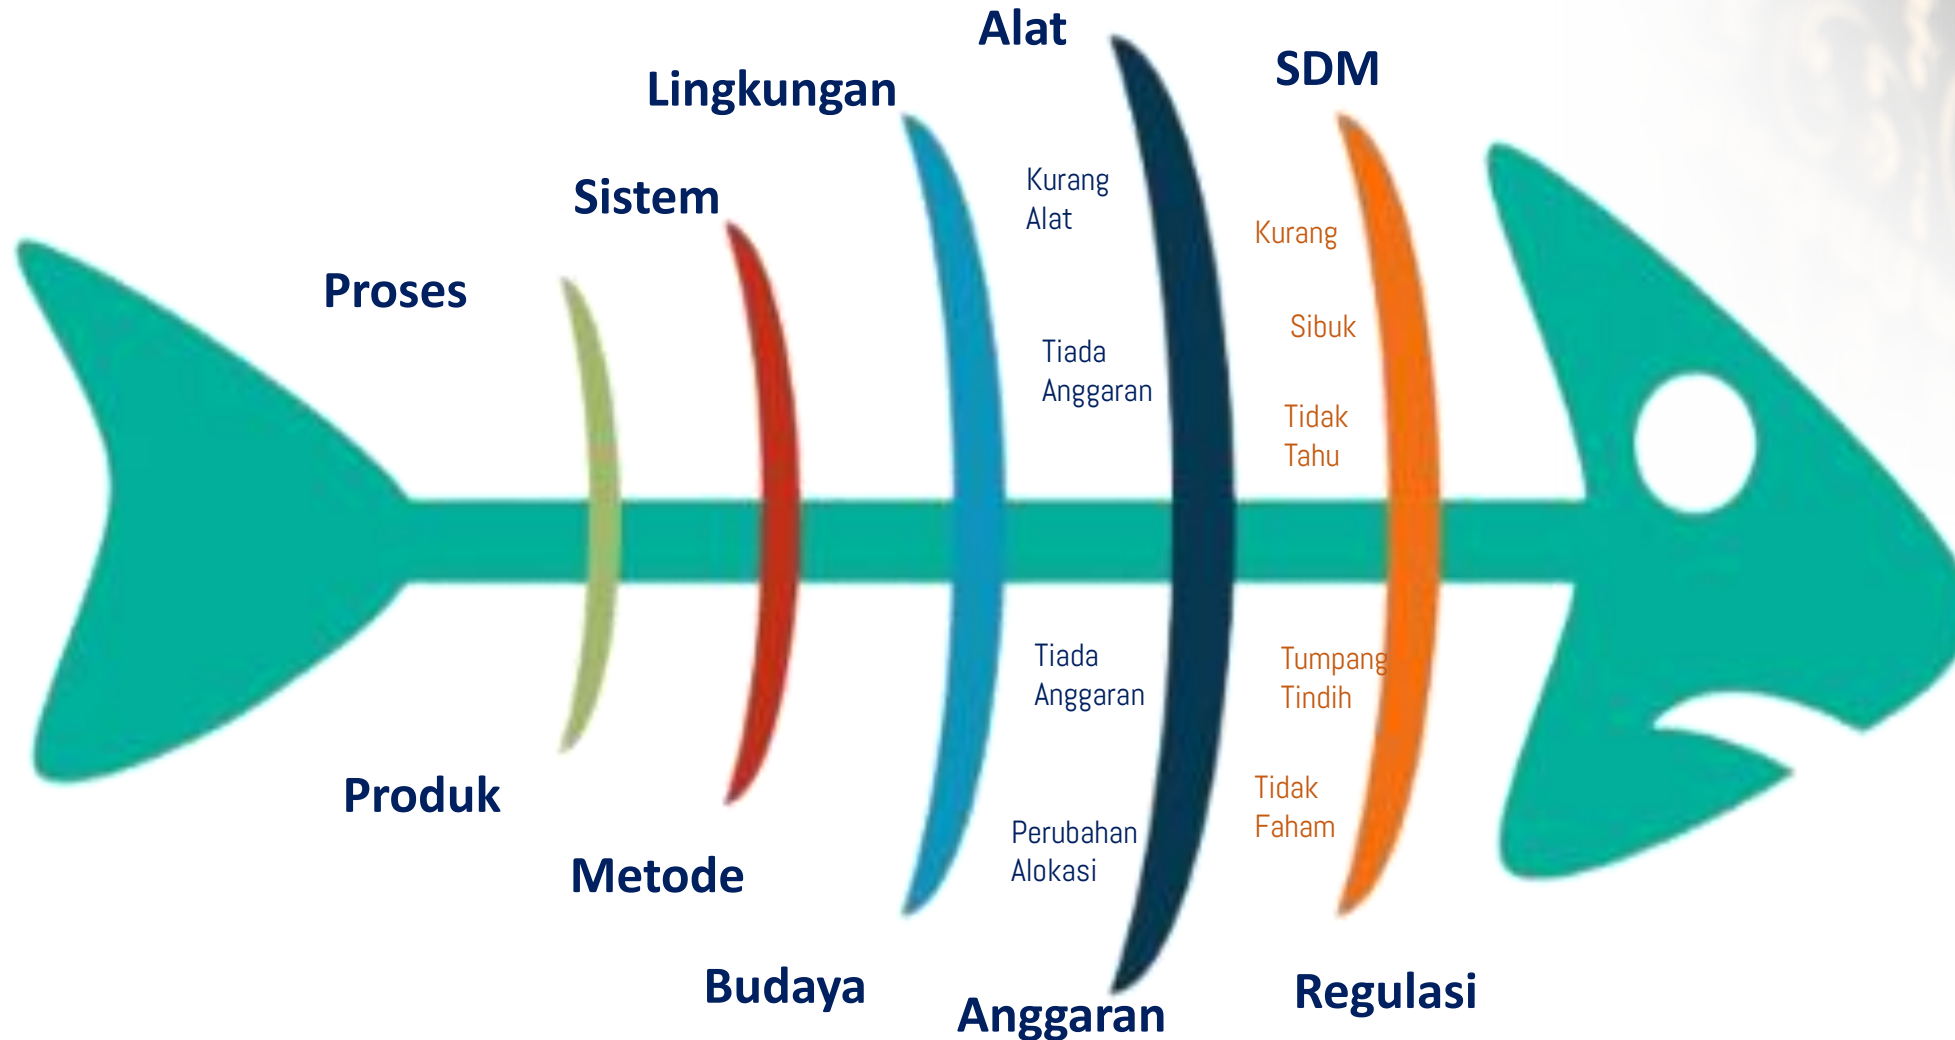 Alat
SDM
Lingkungan
Sistem
Proses
Kurang
Alat
Tiada
Anggaran
Kurang
Sibuk
Tidak
Tahu
Tiada
Anggaran
Perubahan
Alokasi
Tumpang
Tindih
Tidak
Faham
Produk
Metode
Budaya
Anggaran
Regulasi